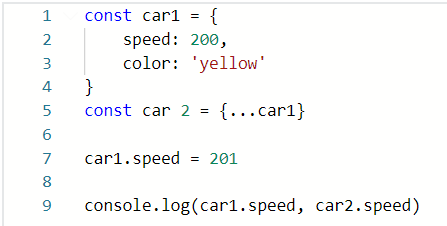 1 const car1 = {
2     speed: 200,
3     color: 'yellow'
4 }
5 const car 2 = {...car1}
6
7 car1.speed = 201
8
9 console.log(car1.speed, car2.speed)